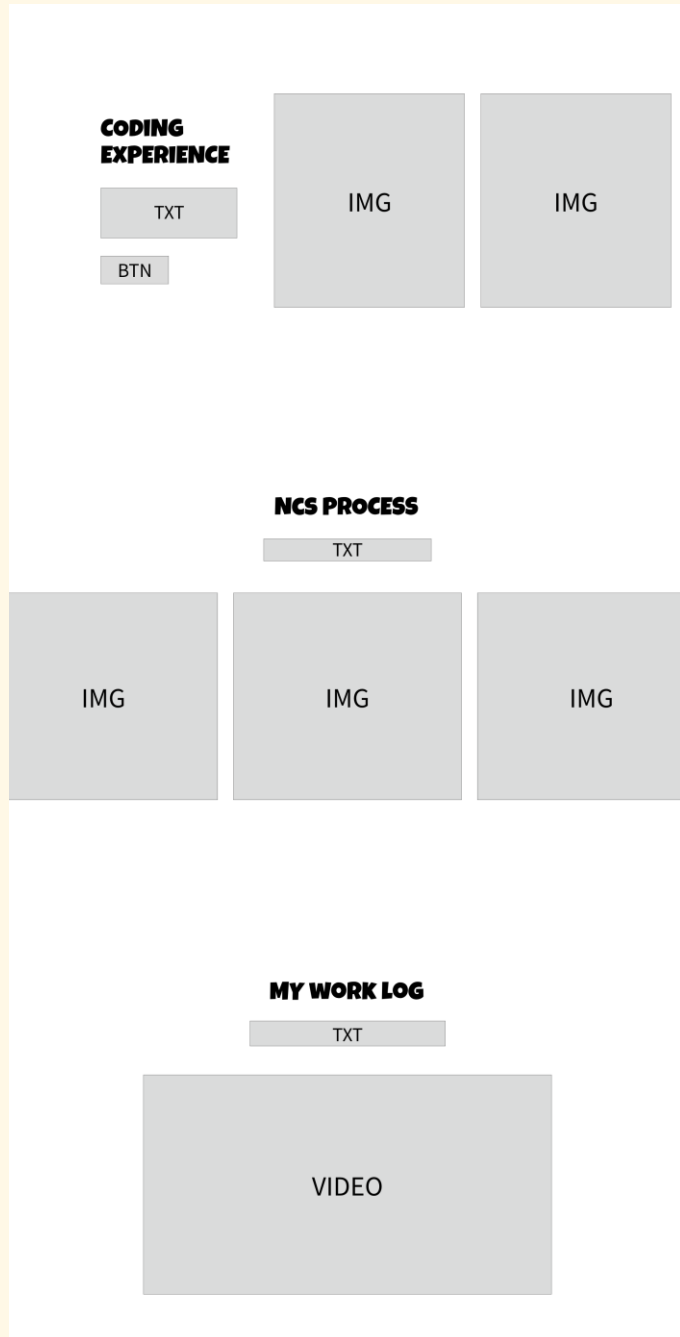 CODING
EXPERIENCE
TXT
BTN
IMG
IMG
NCS PROCESS
TXT
IMG
IMG
IMG
MY WORK LOG
TXT
VIDEO